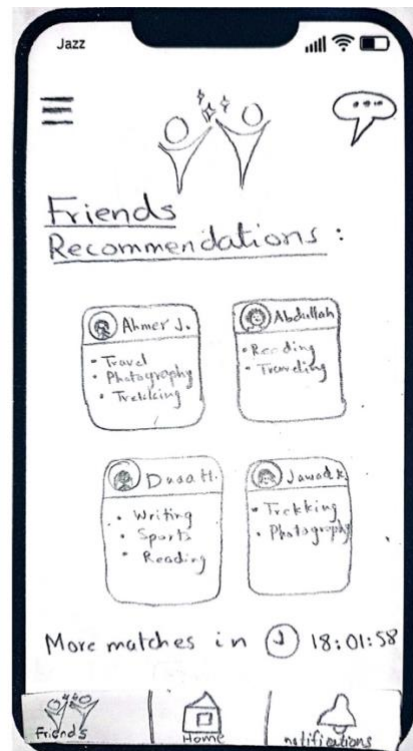 Jazz
Friends
Recommendations :
Ahmer J.
• Travel
• Photography
• Trekking
Abdullah
• Reading
• Traveling
Duaa H.
• Writing
• Sports
• Reading
Jawad K.
• Trekking
• Photography
More matches in 18:01:58
Friends
Home
notifications